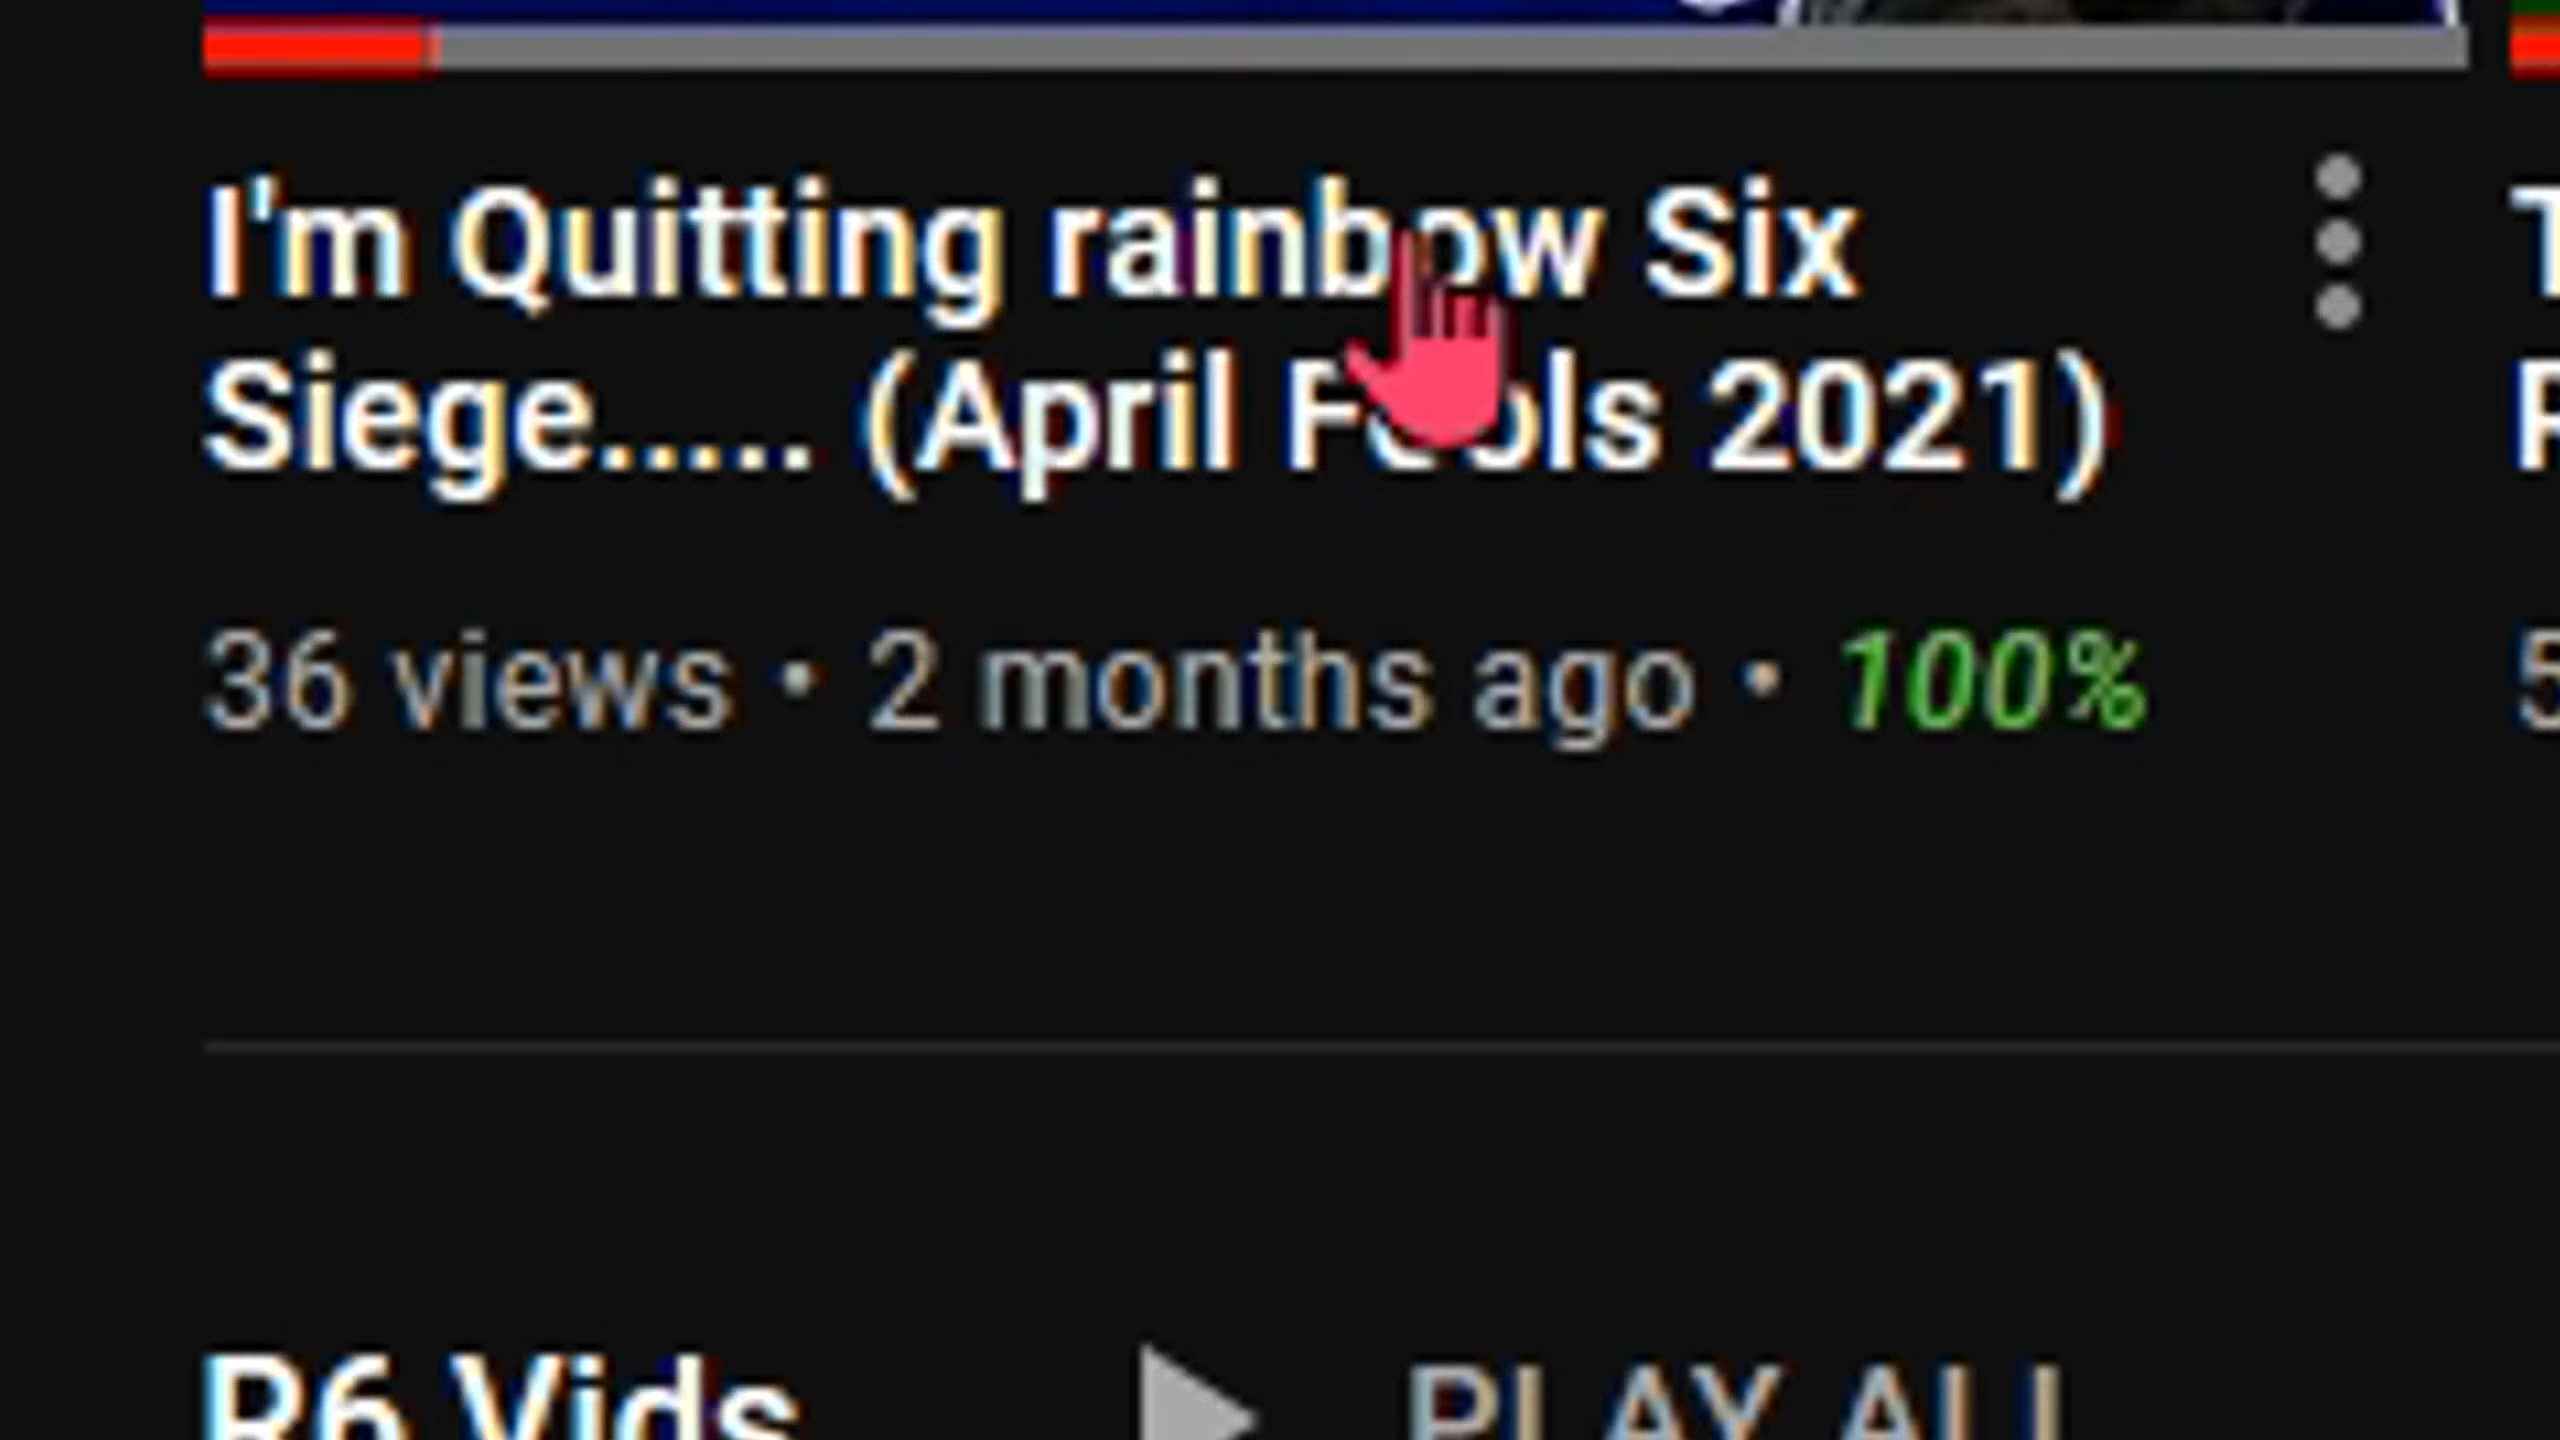 I'm Quitting rainbow Six
Siege..... (April Fools 2021)
36 views • 2 months ago • 100%
R6 Vids
PLAY ALL